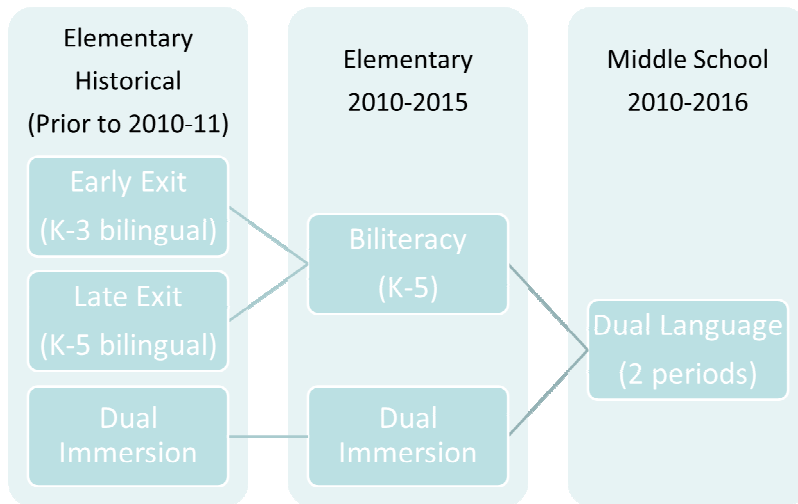 Elementary
Historical
(Prior to 2010-11)
Early Exit
(K-3 bilingual)
Late Exit
(K-5 bilingual)
Dual
Immersion
Elementary
2010-2015
Biliteracy
(K-5)
Dual
Immersion
Middle School
2010-2016
Dual Language
(2 periods)